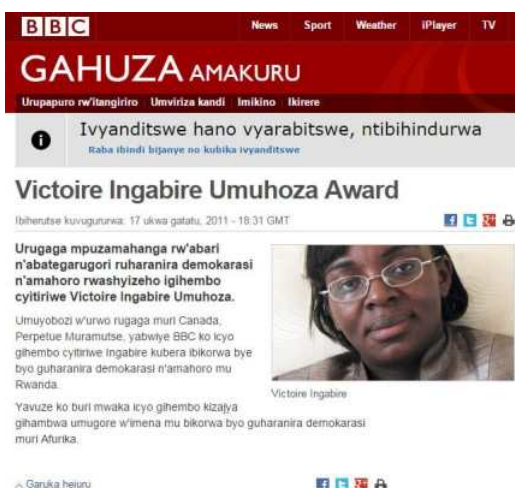 BBC News Sport Weather iPlayer TV
GAHUZA AMAKURU
Urupapuro rw'itangiriro Umviriza kandi Imikino Ikirere
Ivyanditswe hano vyarabitswe, ntibihindurwa
Raba ibindi bijanye no kubika ivyanditswe
Victoire Ingabire Umuhoza Award
Ibiherutse kuvugururwa: 17 ukwa gatatu, 2011 - 18:31 GMT
Urugaga mpuzamahanga rw'abari
n'abategarugori ruharanira demokarasi
n'amahoro rwashyizeho igihembo
cyitiriwe Victoire Ingabire Umuhoza.
Umuyobozi w'urwo rugaga muri Canada,
Perpetue Muramutse, yabwiye BBC ko icyo
gihembo cyitiriwe Ingabire kubera ibikorwa bye
byo guharanira demokarasi n'amahoro mu
Rwanda.
Victoire Ingabire
Yavuze ko buri mwaka icyo gihembo kizajya
gihambwa umugore w'imena mu bikorwa byo guharanira demokarasi
muri Afurika.
Garuka hejuru